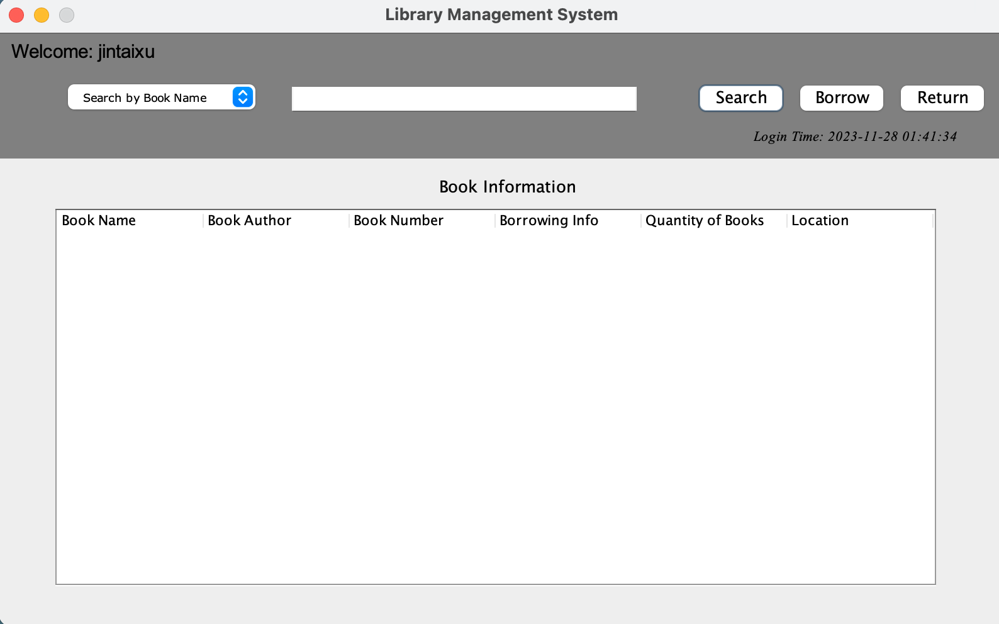 Library Management System
Welcome: jintaixu
Search by Book Name
Search
Borrow
Return
Login Time: 2023-11-28 01:41:34
Book Information
Book Name
Book Author
Book Number
Borrowing Info
Quantity of Books
Location